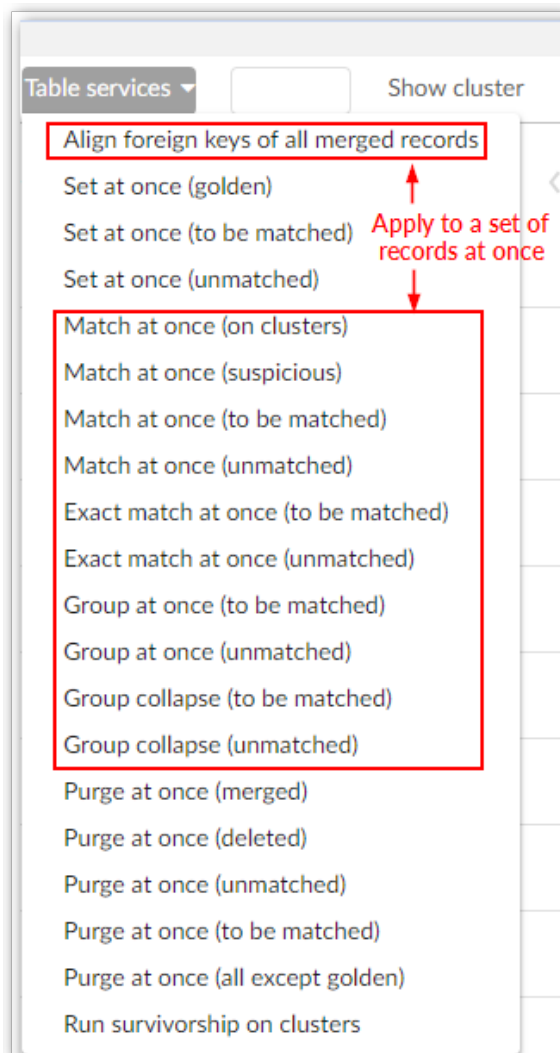 Table services
Show cluster
Align foreign keys of all merged records
Set at once (golden)
Set at once (to be matched)
Set at once (unmatched)
Apply to a set of
records at once
Match at once (on clusters)
Match at once (suspicious)
Match at once (to be matched)
Match at once (unmatched)
Exact match at once (to be matched)
Exact match at once (unmatched)
Group at once (to be matched)
Group at once (unmatched)
Group collapse (to be matched)
Group collapse (unmatched)
Purge at once (merged)
Purge at once (deleted)
Purge at once (unmatched)
Purge at once (to be matched)
Purge at once (all except golden)
Run survivorship on clusters